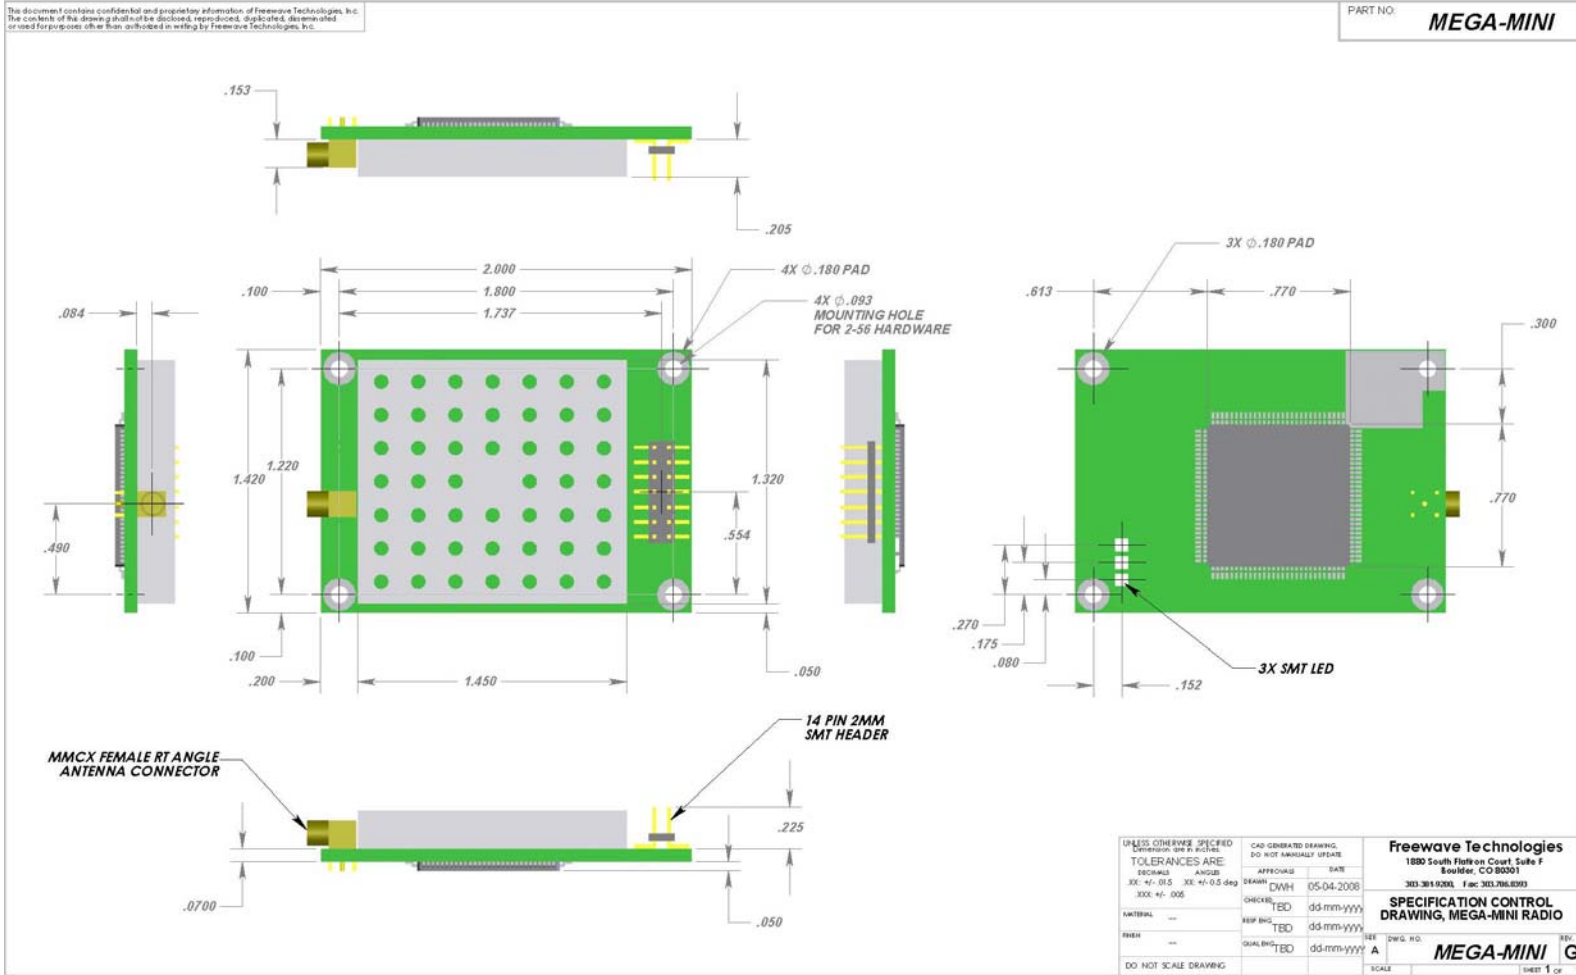 This document contains confidential and proprietary information of Freewave Technologies, Inc.
The contents of this drawing shall not be disclosed, reproduced, duplicated, disseminated
or used for purposes other than authorized in writing by Freewave Technologies, Inc.
PART NO:
MEGA-MINI
.153
.205
2.000
4X ∅.180 PAD
3X ∅.180 PAD
.100
1.800
.613
.770
.084
1.737
4X ∅.093
MOUNTING HOLE
FOR 2-56 HARDWARE
.300
1.420
1.220
1.320
.770
.490
.554
.270
.175
.080
.100
.200
1.450
.050
.152
3X SMT LED
14 PIN 2MM
SMT HEADER
MMCX FEMALE RT ANGLE
ANTENNA CONNECTOR
.225
.0700
.050
UNLESS OTHERWISE SPECIFIED
Dimension are in inches.
TOLERANCES ARE:
DECIMALS ANGLES
.XX: +/- .015 .XX: +/- 0.5 deg
.XXX: +/- .005
MATERIAL
---
FINISH
---
DO NOT SCALE DRAWING
CAD GENERATED DRAWING,
DO NOT MANUALLY UPDATE
APPROVALS DATE
DRAWN DWH 05-04-2008
CHECKED TBD dd-mm-yyyy
RESP ENG TBD dd-mm-yyyy
QUAL ENG TBD dd-mm-yyyy
Freewave Technologies
1880 South Flatiron Court, Suite F
Boulder, CO 80301
303-381-9200, Fax: 303.786.8393
SPECIFICATION CONTROL
DRAWING, MEGA-MINI RADIO
SIZE
A
DWG. NO.
MEGA-MINI
REV.
G
SCALE
SHEET 1 OF